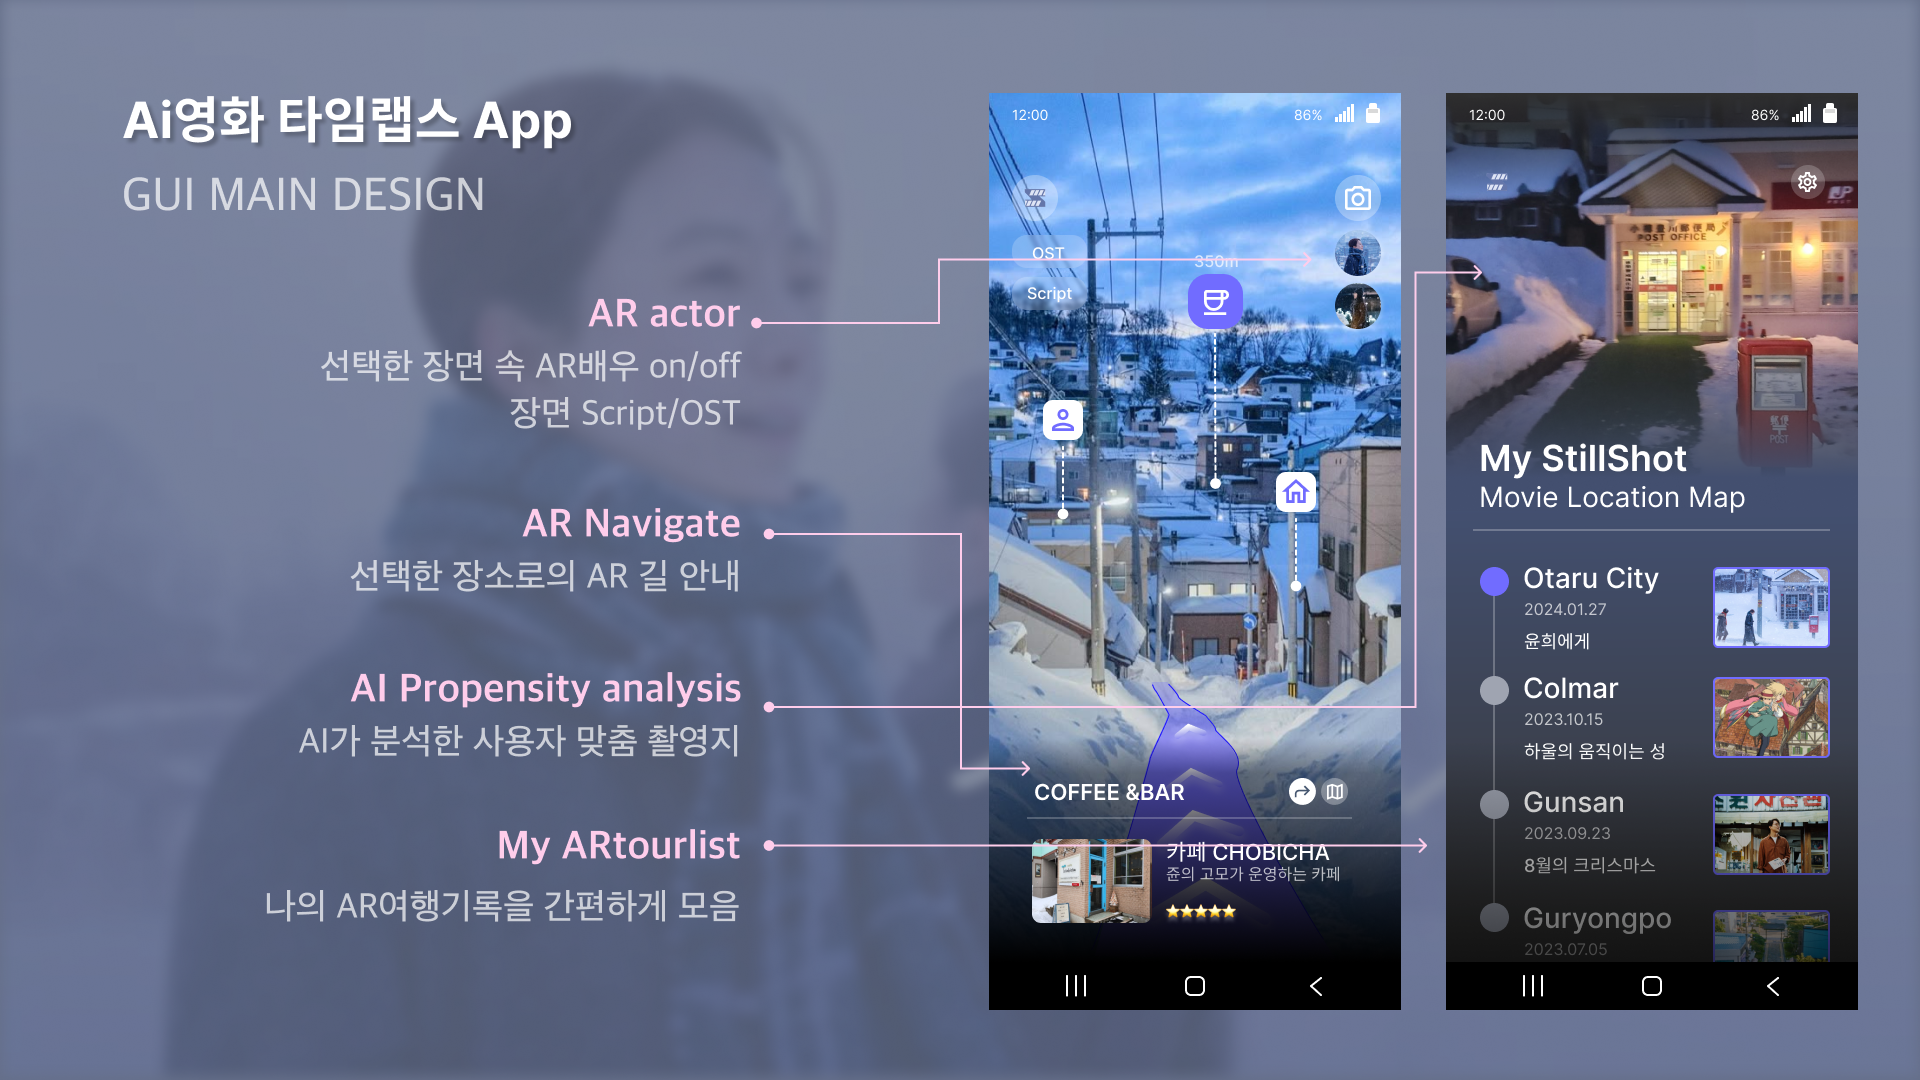 Ai영화 타임랩스 App
GUI MAIN DESIGN
AR actor
선택한 장면 속 AR배우 on/off
장면 Script/OST
AR Navigate
선택한 장소로의 AR 길 안내
AI Propensity analysis
AI가 분석한 사용자 맞춤 촬영지
My ARtourlist
나의 AR여행기록을 간편하게 모음
12:00
86%
OST
350m
Script
COFFEE &BAR
카페 CHOBICHA
쥰의 고모가 운영하는 카페
12:00
86%
JP
POST OFFICE
POST
My StillShot
Movie Location Map
Otaru City
2024.01.27
윤희에게
Colmar
2023.10.15
하울의 움직이는 성
Gunsan
2023.09.23
8월의 크리스마스
Guryongpo
2023.07.05